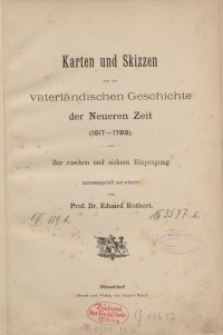 Karten und Skizzen
aus der
vaterländischen Geschichte
der Neueren Zeit
(1517—1789).
Zur raschen und sichern Einprägung
zusammengestellt und erläutert
von
Prof. Dr. Eduard Rothert.
Düsseldorf
Druck und Verlag von August Bagel